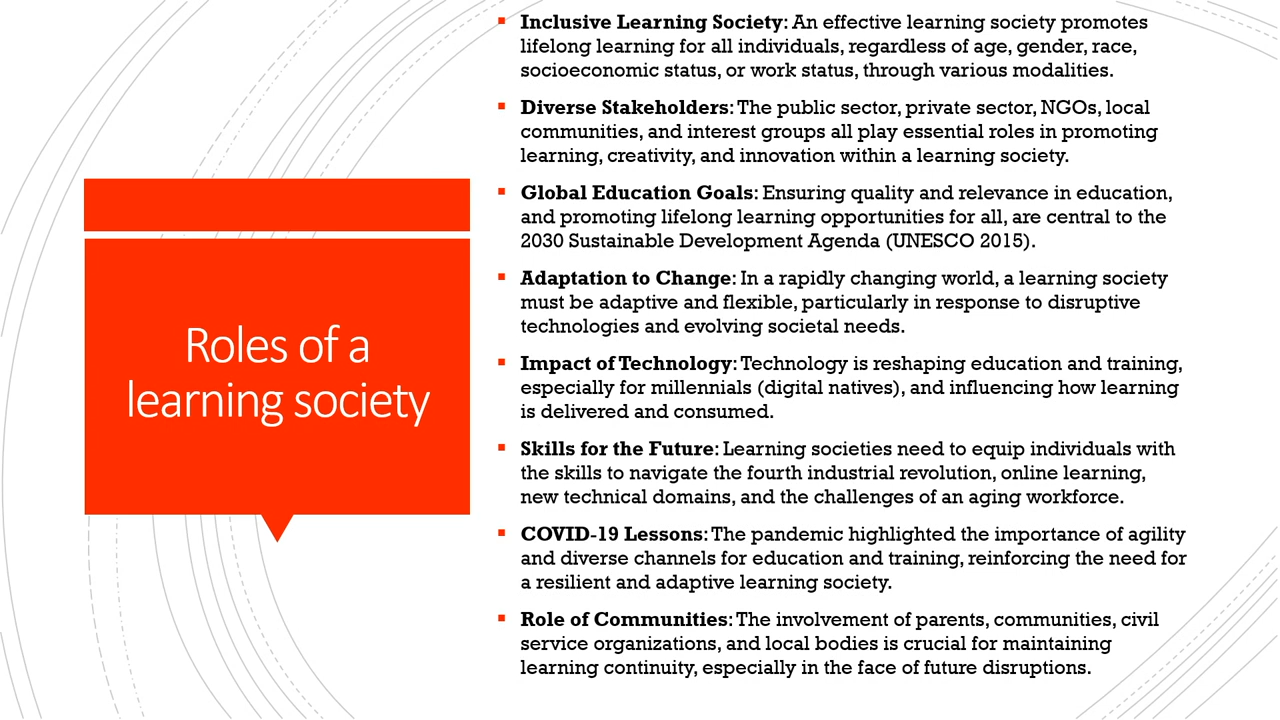 Roles of a
learning society
Inclusive Learning Society: An effective learning society promotes
lifelong learning for all individuals, regardless of age, gender, race,
socioeconomic status, or work status, through various modalities.
Diverse Stakeholders: The public sector, private sector, NGOs, local
communities, and interest groups all play essential roles in promoting
learning, creativity, and innovation within a learning society.
Global Education Goals: Ensuring quality and relevance in education,
and promoting lifelong learning opportunities for all, are central to the
2030 Sustainable Development Agenda (UNESCO 2015).
Adaptation to Change: In a rapidly changing world, a learning society
must be adaptive and flexible, particularly in response to disruptive
technologies and evolving societal needs.
Impact of Technology: Technology is reshaping education and training,
especially for millennials (digital natives), and influencing how learning
is delivered and consumed.
Skills for the Future: Learning societies need to equip individuals with
the skills to navigate the fourth industrial revolution, online learning,
new technical domains, and the challenges of an aging workforce.
COVID-19 Lessons: The pandemic highlighted the importance of agility
and diverse channels for education and training, reinforcing the need for
a resilient and adaptive learning society.
Role of Communities: The involvement of parents, communities, civil
service organizations, and local bodies is crucial for maintaining
learning continuity, especially in the face of future disruptions.